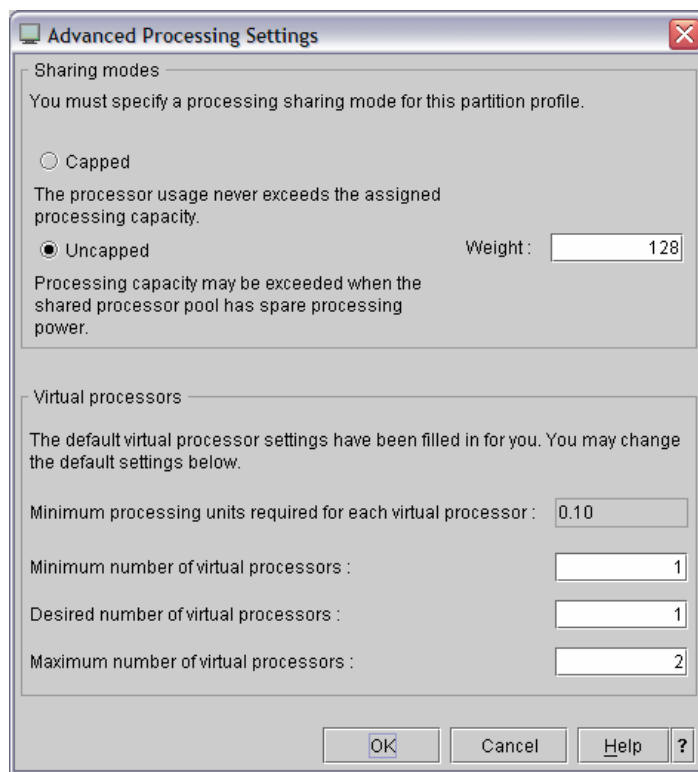 Advanced Processing Settings
Sharing modes
You must specify a processing sharing mode for this partition profile.
Capped
The processor usage never exceeds the assigned
processing capacity.
Uncapped
Weight : 128
Processing capacity may be exceeded when the
shared processor pool has spare processing
power.
Virtual processors
The default virtual processor settings have been filled in for you. You may change
the default settings below.
Minimum processing units required for each virtual processor : 0.10
Minimum number of virtual processors : 1
Desired number of virtual processors : 1
Maximum number of virtual processors : 2
OK Cancel Help ?